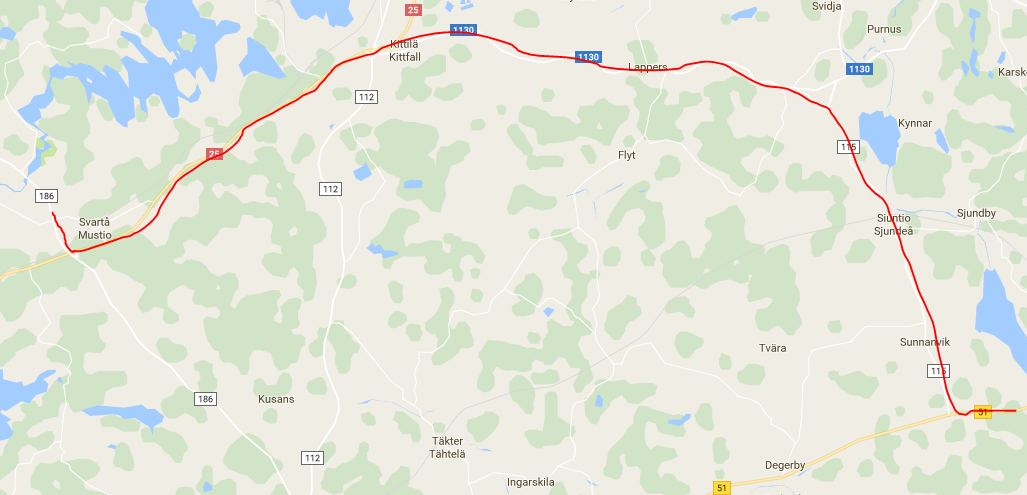 Svidja
25
Purnus
1130
Kittilä
Kittfall
1130
Lappers
1130
Karsk
112
Kynnar
115
25
Flyt
112
186
Svartå
Mustio
Siuntio
Sjundeå
Sjundby
Sunnanvik
Tvära
115
186
Kusans
51
Täkter
Tähtelä
112
Degerby
Ingarskila
51